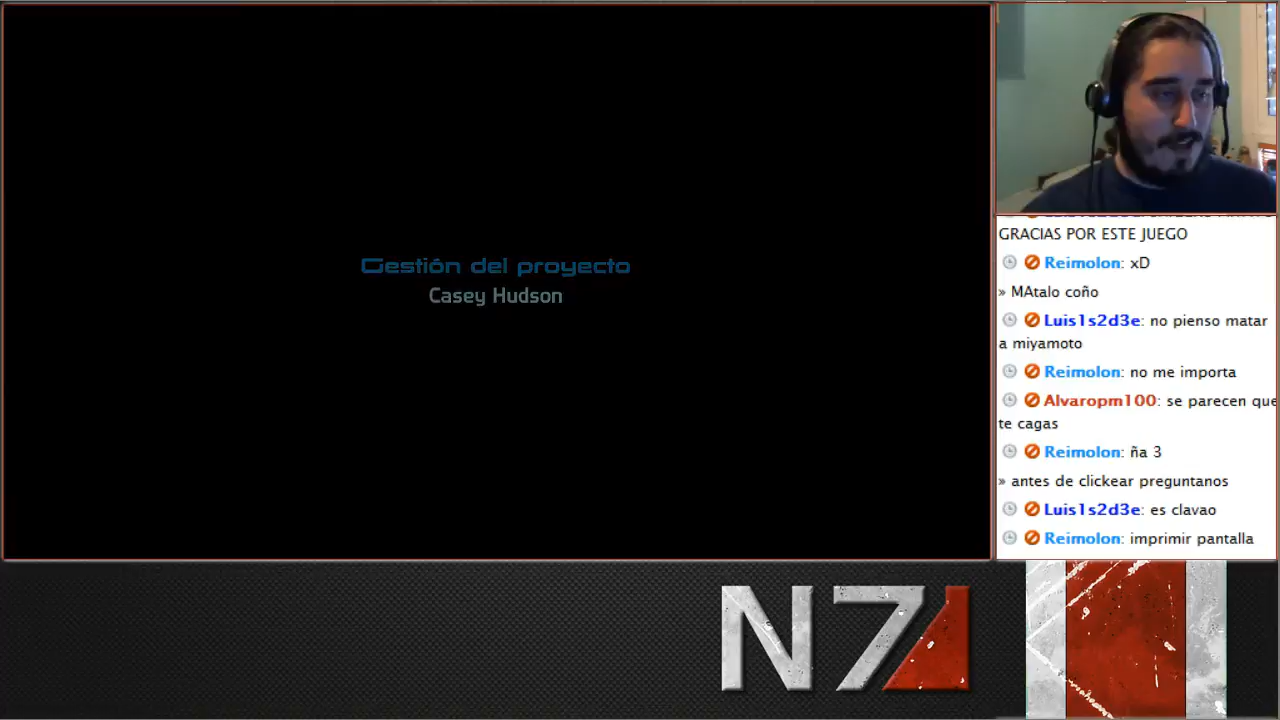 Gestión del proyecto
Casey Hudson
GRACIAS POR ESTE JUEGO
Reimolon: xD
» MAtalo coño
Luis1s2d3e: no pienso matar
a miyamoto
Reimolon: no me importa
Alvaropm100: se parecen que
te cagas
Reimolon: ña 3
» antes de clickear preguntanos
Luis1s2d3e: es clavao
Reimolon: imprimir pantalla
N7